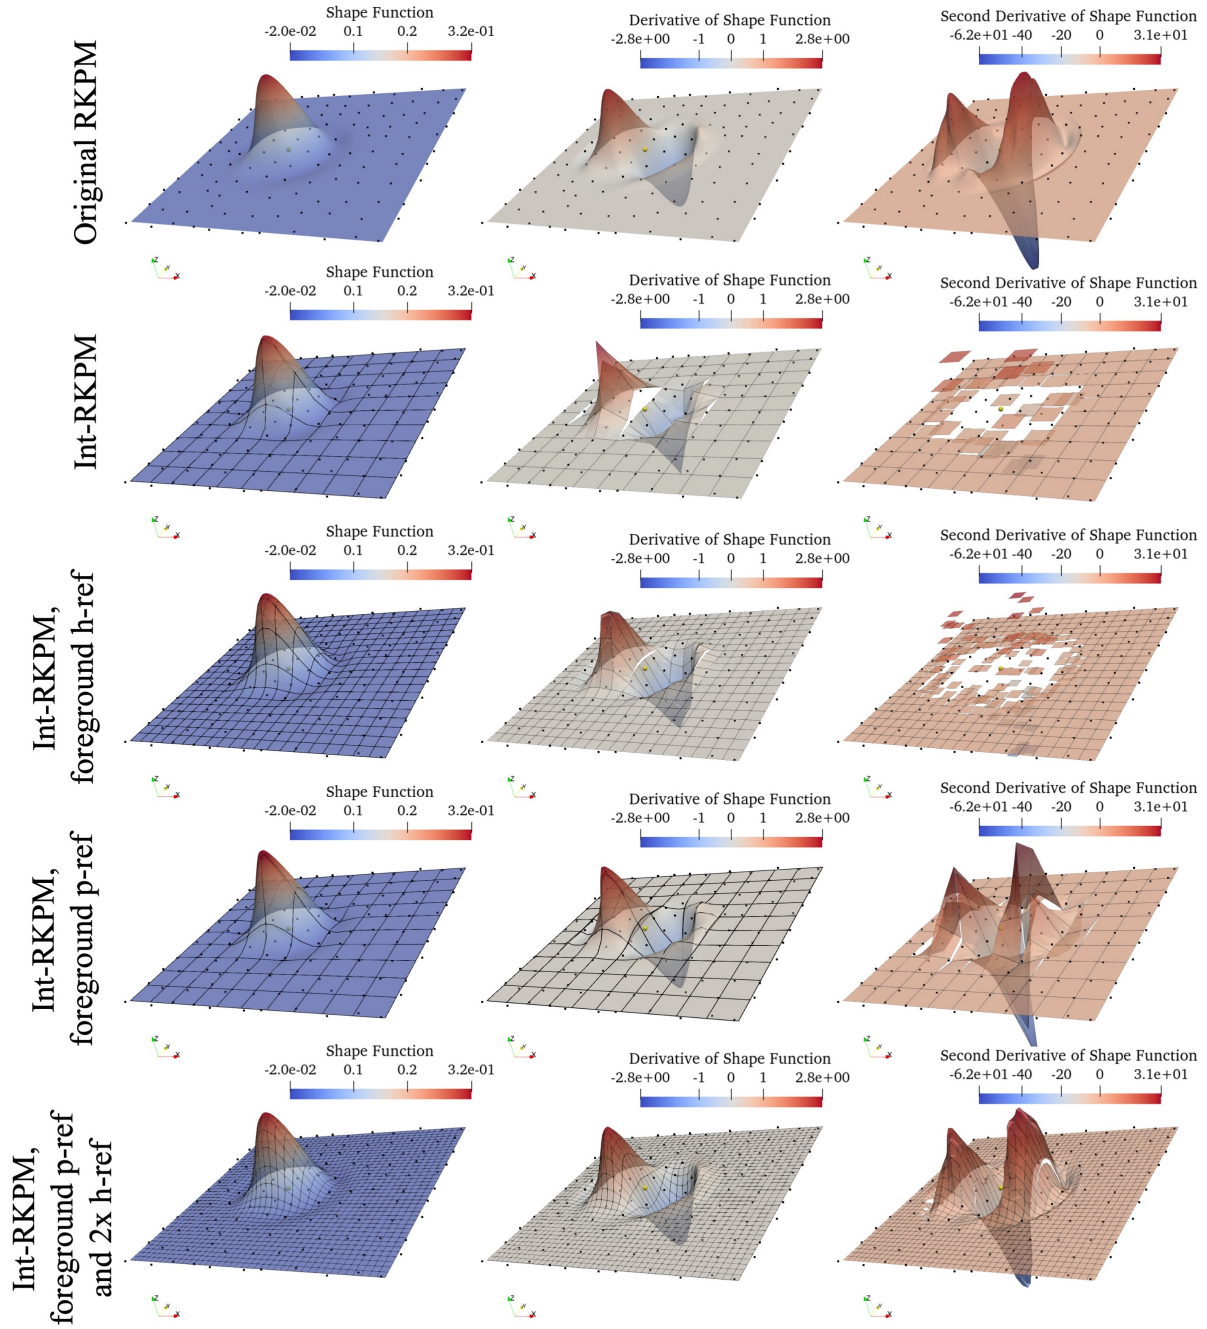 Original RKPM
Shape Function
-2.0e-02 0.1 0.2 3.2e-01
Derivative of Shape Function
-2.8e+00 -1 0 1 2.8e+00
Second Derivative of Shape Function
-6.2e+01 -40 -20 0 3.1e+01
Z Y X
Z Y X
Z Y X
Int-RKPM
Shape Function
-2.0e-02 0.1 0.2 3.2e-01
Derivative of Shape Function
-2.8e+00 -1 0 1 2.8e+00
Second Derivative of Shape Function
-6.2e+01 -40 -20 0 3.1e+01
Z Y X
Z Y X
Z Y X
Int-RKPM,
foreground h-ref
Shape Function
-2.0e-02 0.1 0.2 3.2e-01
Derivative of Shape Function
-2.8e+00 -1 0 1 2.8e+00
Second Derivative of Shape Function
-6.2e+01 -40 -20 0 3.1e+01
Z Y X
Z Y X
Z Y X
Int-RKPM,
foreground p-ref
Shape Function
-2.0e-02 0.1 0.2 3.2e-01
Derivative of Shape Function
-2.8e+00 -1 0 1 2.8e+00
Second Derivative of Shape Function
-6.2e+01 -40 -20 0 3.1e+01
Z Y X
Z Y X
Z Y X
Int-RKPM,
foreground p-ref
and 2x h-ref
Shape Function
-2.0e-02 0.1 0.2 3.2e-01
Derivative of Shape Function
-2.8e+00 -1 0 1 2.8e+00
Second Derivative of Shape Function
-6.2e+01 -40 -20 0 3.1e+01
Z Y X
Z Y X
Z Y X